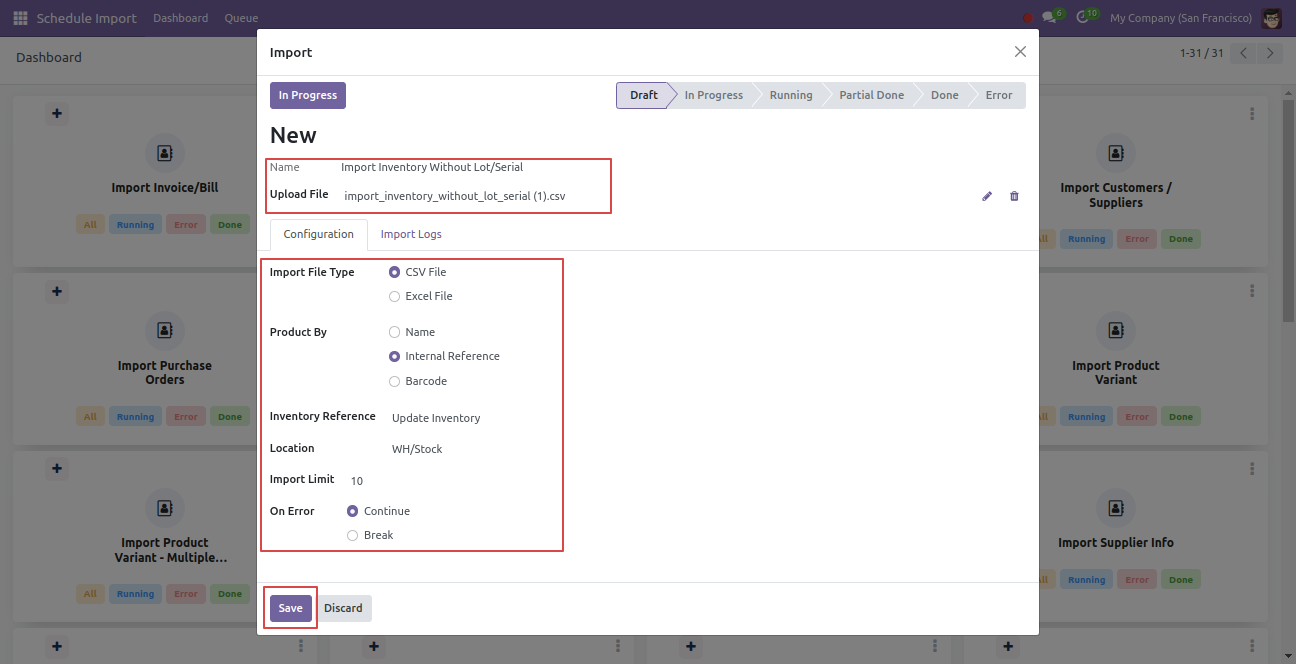 Schedule Import Dashboard Queue 6 10 My Company (San Francisco)
Dashboard 1-31 / 31
Import
In Progress Draft In Progress Running Partial Done Done Error
New
Name Import Inventory Without Lot/Serial
Upload File import_inventory_without_lot_serial (1).csv
Configuration Import Logs
Import File Type CSV File
Excel File
Product By Name
Internal Reference
Barcode
Inventory Reference Update Inventory
Location WH/Stock
Import Limit 10
On Error Continue
Break
Save Discard
Import Invoice/Bill
All Running Error Done
Import Customers /
Suppliers
Running Error Done
Import Purchase
Orders
All Running Error Done
Import Product
Variant
Running Error Done
Import Product
Variant - Multiple...
All Running Error Done
Import Supplier Info
Running Error Done